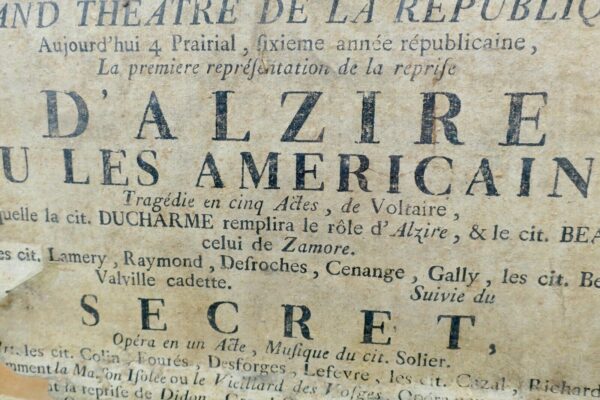 AND THEATRE DE LA REPUBLIQ
Aujourd'hui 4 Prairial, sixieme année républicaine,
La premiere représentation de la reprise
D'ALZIRE
U LES AMERICAIN
Tragédie en cinq Actes, de Voltaire,
quelle la cit. DUCHARME remplira le rôle d'Alzire, & le cit. BEA
celui de Zamore.
es cit. Lamery, Raymond, Desroches, Cenange, Gally, les cit. Be
Valville cadette.
Suivie du
SECRET,
Opéra en un Acte, Musique du cit. Solier.
les cit. Colin, Foutés, Desforges, Lefevre, les cit. Cazal, Richard
mment la Maison Isolée ou le Vieillard des Vosges, Opéra
nt la reprise de Didon,